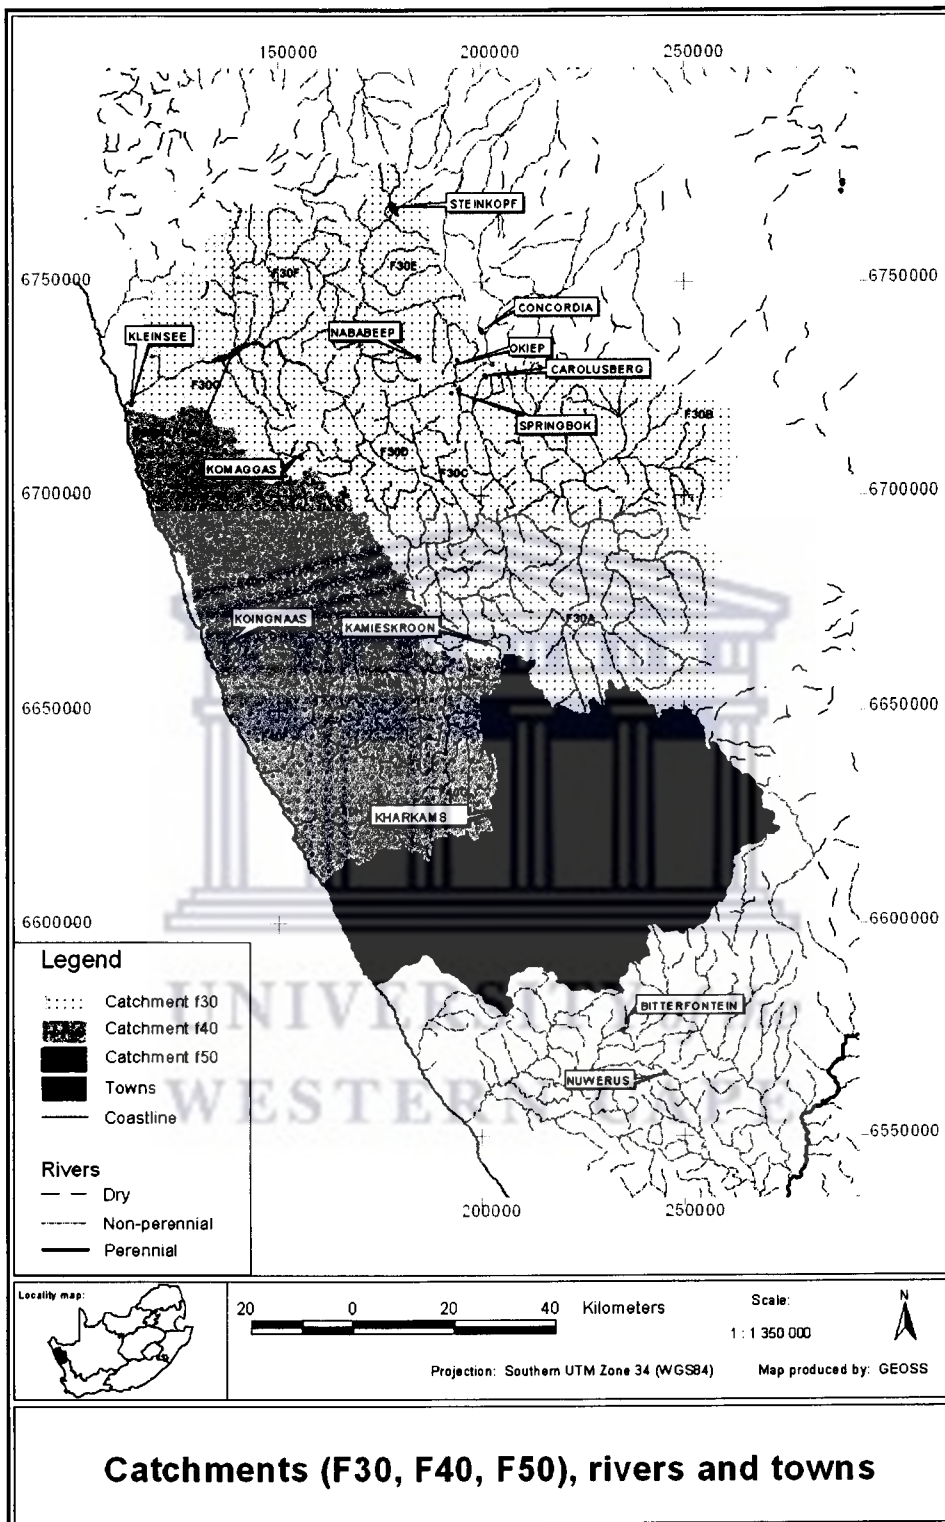 150000 200000 250000
STEINKOPF
F30F F30E
6750000 6750000
CONCORDIA
KLEINSEE NABABEEP
OKIEP
CAROLUSBERG
F30G
F30B
SPRINGBOK
F30D
KOMAGGAS F30C
6700000 6700000
KOINGNAAS KAMIESKROON F30A
6650000 6650000
KHARKAMS
6600000 6600000
Legend
Catchment f30
Catchment f40
Catchment f50
Towns
Coastline
Rivers
Dry
Non-perennial
Perennial
UNIVERSITY of the
BITTERFONTEIN
NUWERUS
WESTERN CAPE
6550000
200000 250000
Locality map:
20 0 20 40 Kilometers
Scale:
1 : 1 350 000
N
Projection: Southern UTM Zone 34 (WGS84)
Map produced by: GEOSS
Catchments (F30, F40, F50), rivers and towns